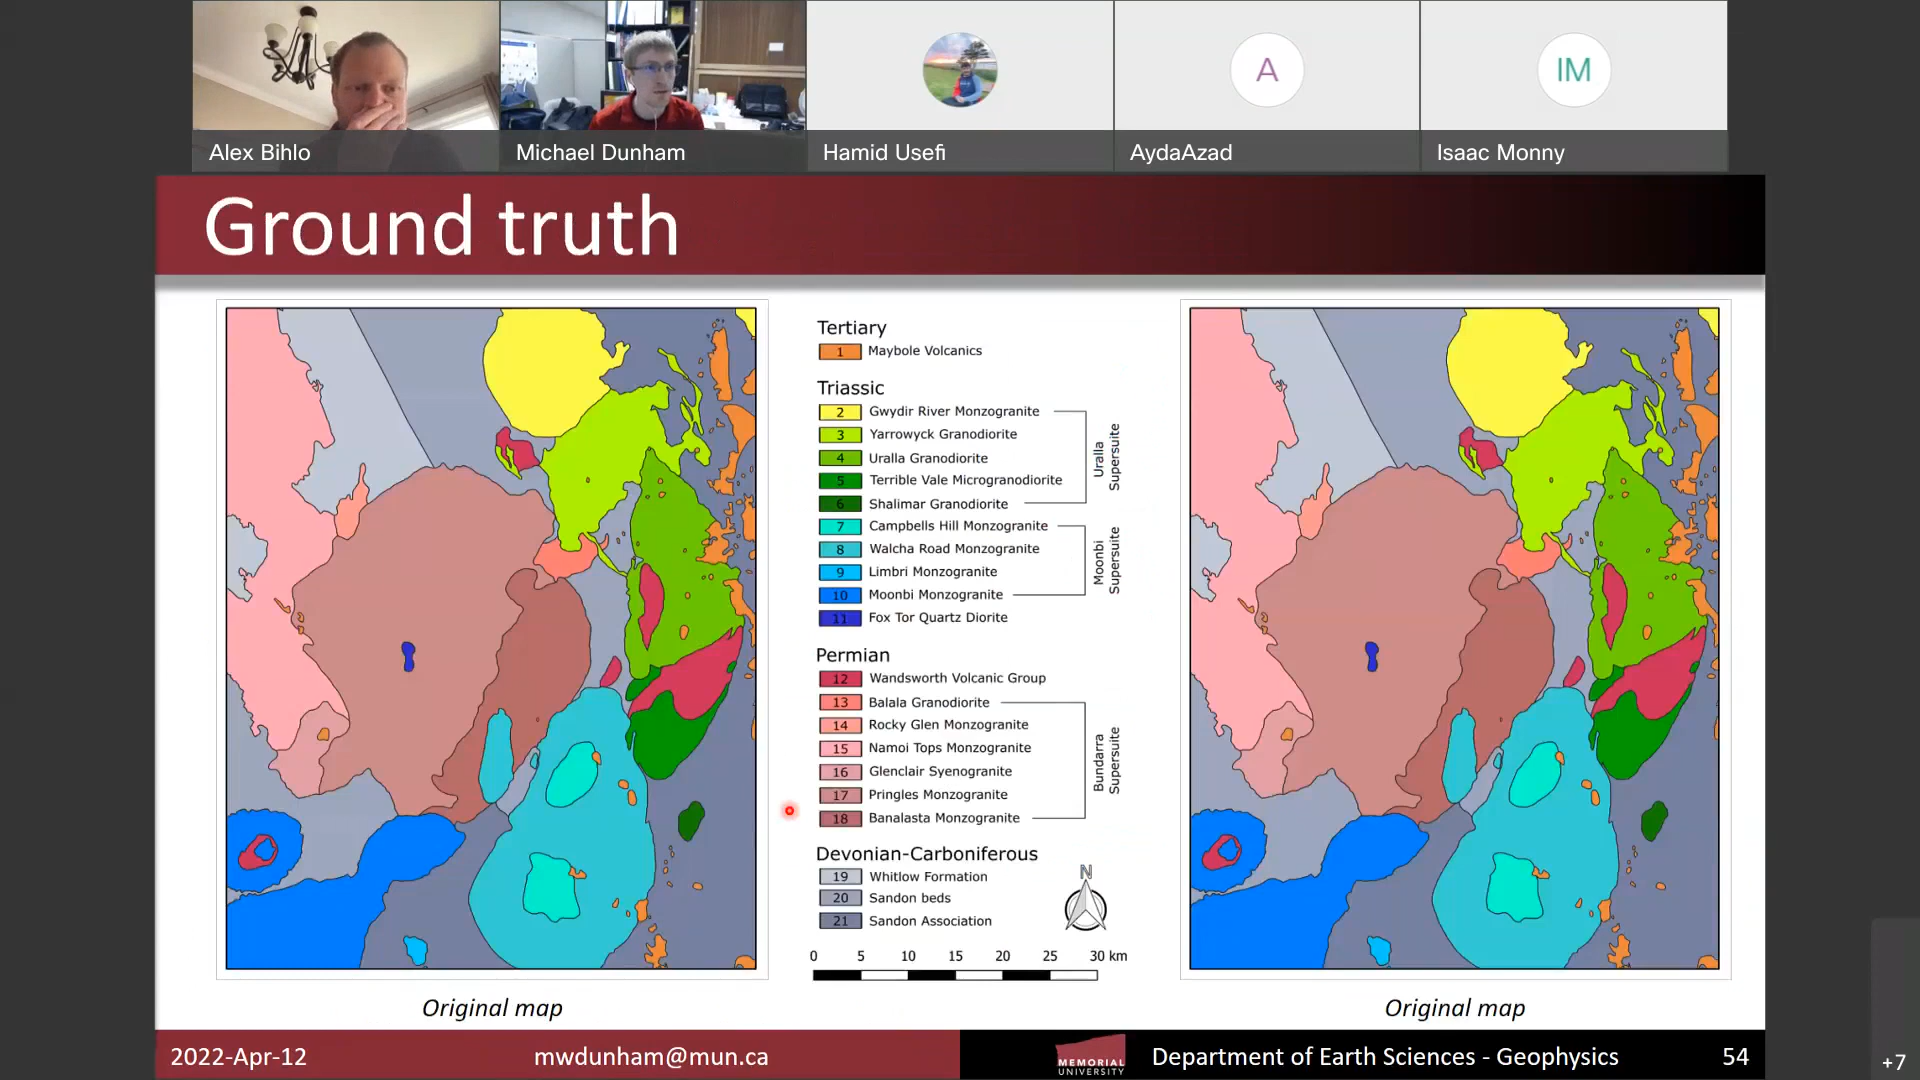 A
IM
Alex Bihlo
Michael Dunham
Hamid Usefi
AydaAzad
Isaac Monny
Ground truth
Tertiary
1 Maybole Volcanics
Triassic
2 Gwydir River Monzogranite
3 Yarrowyck Granodiorite
4 Uralla Granodiorite
5 Terrible Vale Microgranodiorite
6 Shalimar Granodiorite
Uralla
Supersuite
7 Campbells Hill Monzogranite
8 Walcha Road Monzogranite
9 Limbri Monzogranite
10 Moonbi Monzogranite
Moonbi
Supersuite
11 Fox Tor Quartz Diorite
Permian
12 Wandsworth Volcanic Group
13 Balala Granodiorite
14 Rocky Glen Monzogranite
15 Namoi Tops Monzogranite
16 Glenclair Syenogranite
17 Pringles Monzogranite
18 Banalasta Monzogranite
Bundarra
Supersuite
Devonian-Carboniferous
19 Whitlow Formation
20 Sandon beds
21 Sandon Association
N
0 5 10 15 20 25 30 km
Original map
Original map
2022-Apr-12
mwdunham@mun.ca
MEMORIAL
UNIVERSITY
Department of Earth Sciences - Geophysics
54
+7